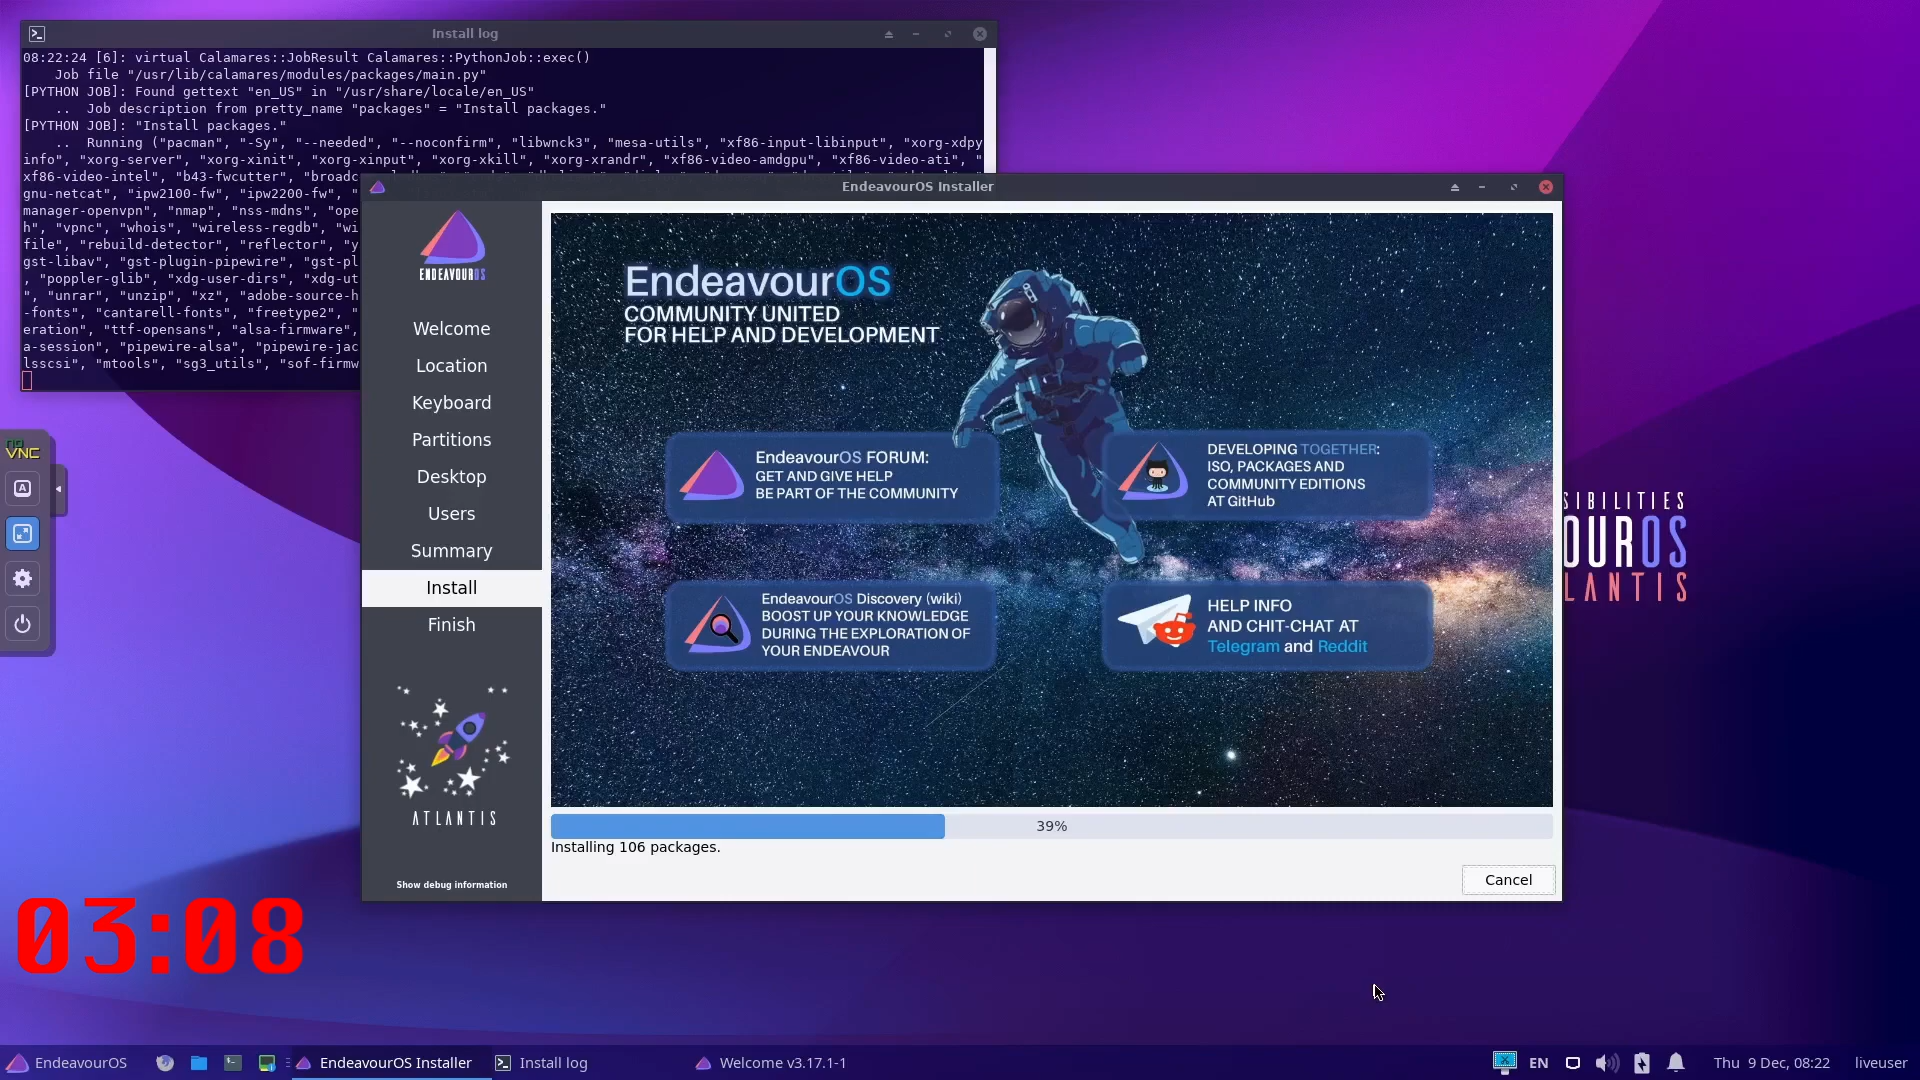 Install log
08:22:24 [6]: virtual Calamares::JobResult Calamares::PythonJob::exec()
Job file "/usr/lib/calamares/modules/packages/main.py"
[PYTHON JOB]: Found gettext "en_US" in "/usr/share/locale/en_US"
.. Job description from pretty_name "packages" = "Install packages."
[PYTHON JOB]: "Install packages."
.. Running ("pacman", "-Sy", "--needed", "--noconfirm", "libwnck3", "mesa-utils", "xf86-input-libinput", "xorg-xdpy
info", "xorg-server", "xorg-xinit", "xorg-xinput", "xorg-xkill", "xorg-xrandr", "xf86-video-amdgpu", "xf86-video-ati", "
xf86-video-intel", "b43-fwcutter", "broadc
gnu-netcat", "ipw2100-fw", "ipw2200-fw", "
manager-openvpn", "nmap", "nss-mdns", "ope
h", "vpnc", "whois", "wireless-regdb", "wi
file", "rebuild-detector", "reflector", "y
gst-libav", "gst-plugin-pipewire", "gst-pl
, "poppler-glib", "xdg-user-dirs", "xdg-ut
", "unrar", "unzip", "xz", "adobe-source-h
-fonts", "cantarell-fonts", "freetype2", "
eration", "ttf-opensans", "alsa-firmware",
a-session", "pipewire-alsa", "pipewire-jac
lsscsi", "mtools", "sg3_utils", "sof-firmw
EndeavourOS Installer
ENDEAVOUROS
Welcome
Location
Keyboard
Partitions
Desktop
Users
Summary
Install
Finish
ATLANTIS
Show debug information
EndeavourOS
COMMUNITY UNITED
FOR HELP AND DEVELOPMENT
EndeavourOS FORUM:
GET AND GIVE HELP
BE PART OF THE COMMUNITY
DEVELOPING TOGETHER:
ISO, PACKAGES AND
COMMUNITY EDITIONS
AT GitHub
EndeavourOS Discovery (wiki)
BOOST UP YOUR KNOWLEDGE
DURING THE EXPLORATION OF
YOUR ENDEAVOUR
HELP INFO
AND CHIT-CHAT AT
Telegram and Reddit
39%
Installing 106 packages.
Cancel
no
VNC
A
SIBILITIES
OUROS
LANTIS
03:08
EndeavourOS
EndeavourOS Installer
Install log
Welcome v3.17.1-1
EN
Thu 9 Dec, 08:22
liveuser